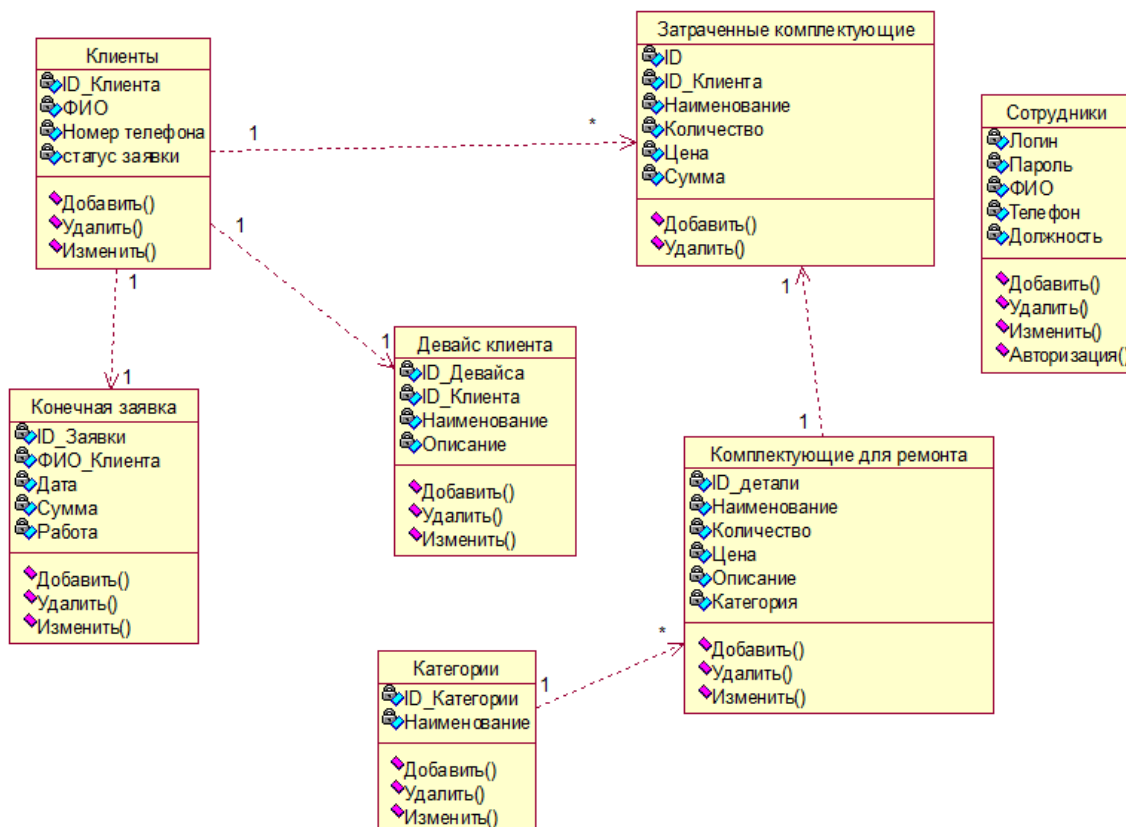 Клиенты
ID_Клиента
ФИО
Номер телефона
статус заявки
Добавить()
Удалить()
Изменить()
1
*
1
1
Затраченные комплектующие
ID
ID_Клиента
Наименование
Количество
Цена
Сумма
Добавить()
Удалить()
Сотрудники
Логин
Пароль
ФИО
Телефон
Должность
Добавить()
Удалить()
Изменить()
Авторизация()
1
Конечная заявка
ID_Заявки
ФИО_Клиента
Дата
Сумма
Работа
Добавить()
Удалить()
Изменить()
1
Девайс клиента
ID_Девайса
ID_Клиента
Наименование
Описание
Добавить()
Удалить()
Изменить()
1
1
Комплектующие для ремонта
ID_детали
Наименование
Количество
Цена
Описание
Категория
Добавить()
Удалить()
Изменить()
*
1
Категории
ID_Категории
Наименование
Добавить()
Удалить()
Изменить()